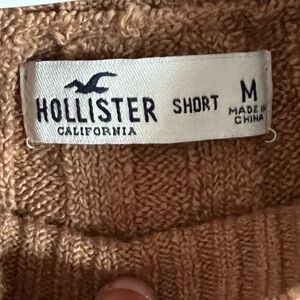 HOLLISTER
CALIFORNIA
SHORT
M
MADE IN
CHINA